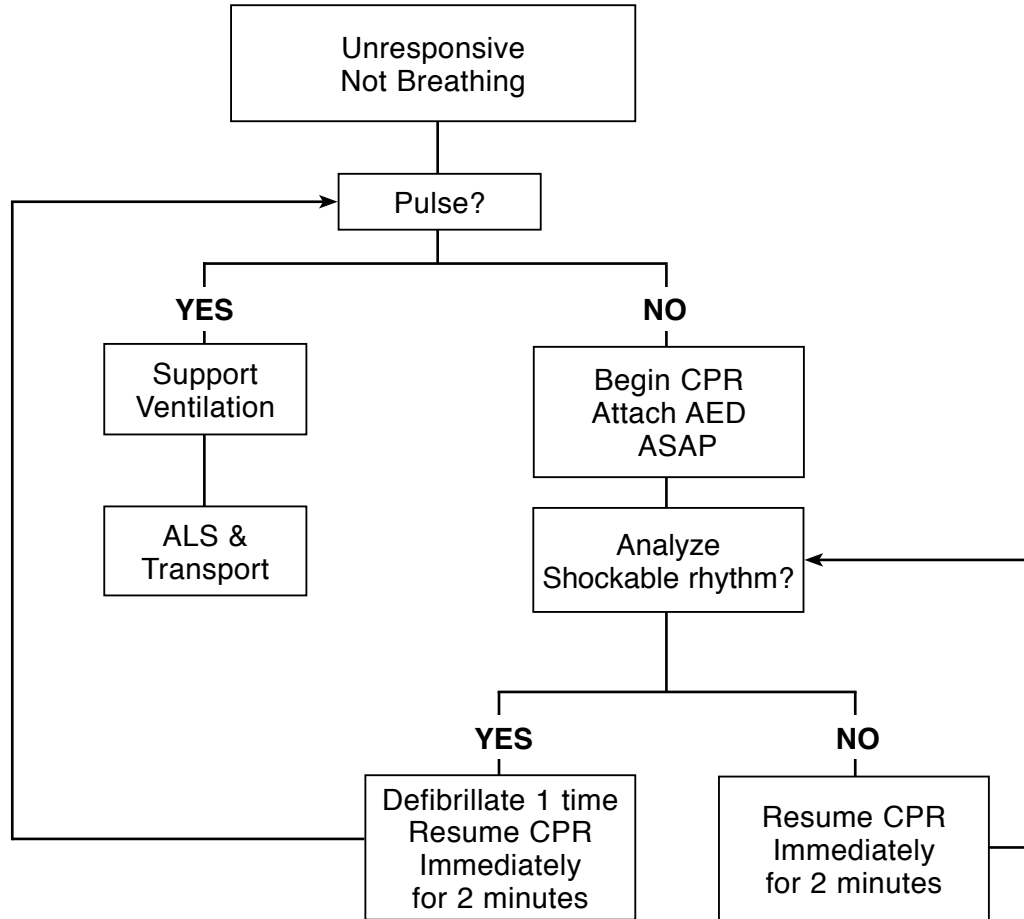 Unresponsive
Not Breathing
Pulse?
YES
NO
Support
Ventilation
Begin CPR
Attach AED
ASAP
ALS &
Transport
Analyze
Shockable rhythm?
YES
NO
Defibrillate 1 time
Resume CPR
Immediately
for 2 minutes
Resume CPR
Immediately
for 2 minutes